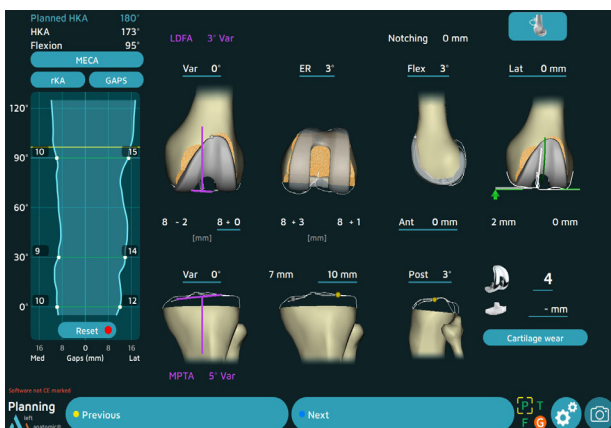 Planned HKA 180°
HKA 173°
Flexion 95°
MECA
rKA GAPS
LDFA 3° Var
Notching 0 mm
Var 0° ER 3° Flex 3° Lat 0 mm
120°
90°
60°
30°
0°
10 15
9 14
10 12
Reset
16 8 0 8 16
Med Gaps (mm) Lat
8 - 2 8 + 0 8 + 3 8 + 1 Ant 0 mm 2 mm 0 mm
[mm] [mm]
Var 0° 7 mm 10 mm Post 3°
4
- mm
Cartilage wear
MPTA 5° Var
Software not CE marked
Planning
left
anatomic®
Previous
Next
P T
F G